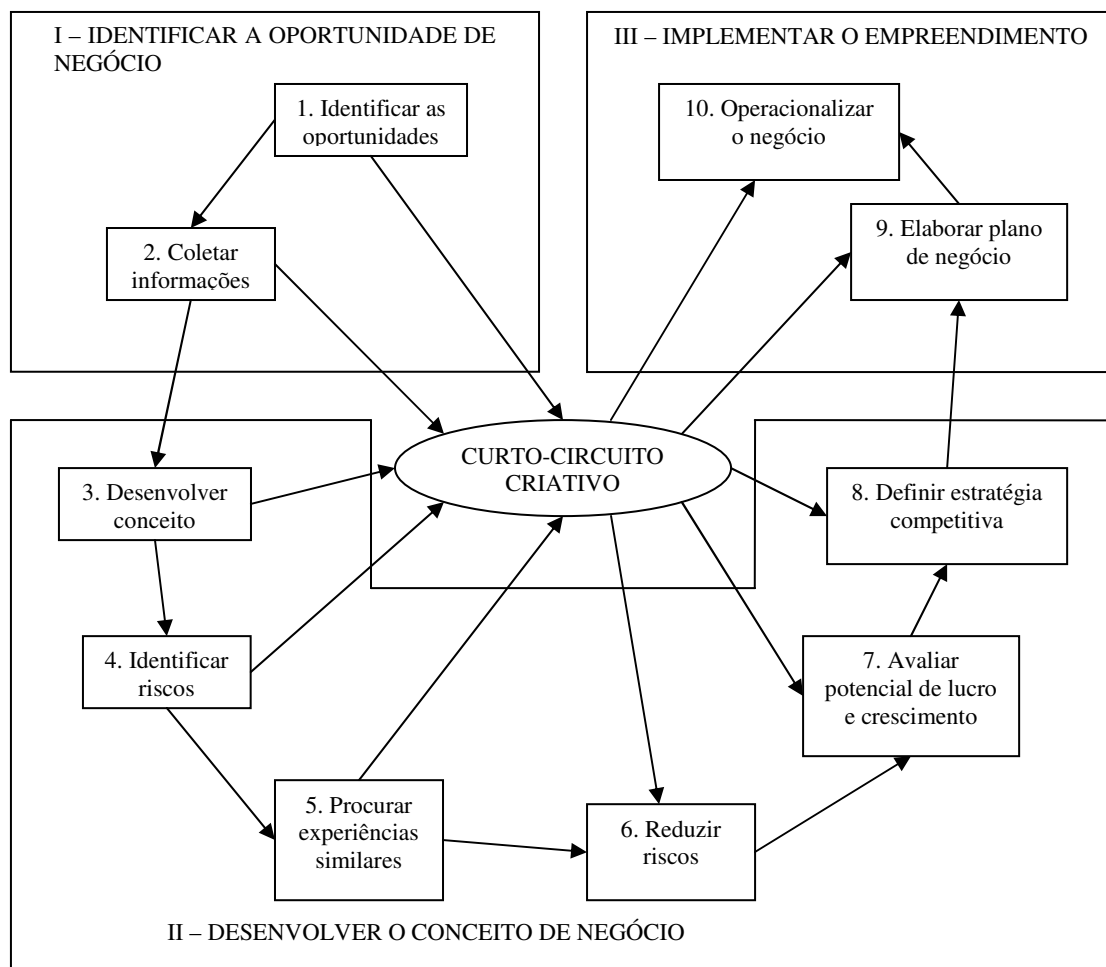 I – IDENTIFICAR A OPORTUNIDADE DE
NEGÓCIO
1. Identificar as
oportunidades
2. Coletar
informações
III – IMPLEMENTAR O EMPREENDIMENTO
10. Operacionalizar
o negócio
9. Elaborar plano
de negócio
CURTO-CIRCUITO
CRIATIVO
3. Desenvolver
conceito
4. Identificar
riscos
5. Procurar
experiências
similares
6. Reduzir
riscos
7. Avaliar
potencial de lucro
e crescimento
8. Definir estratégia
competitiva
II – DESENVOLVER O CONCEITO DE NEGÓCIO